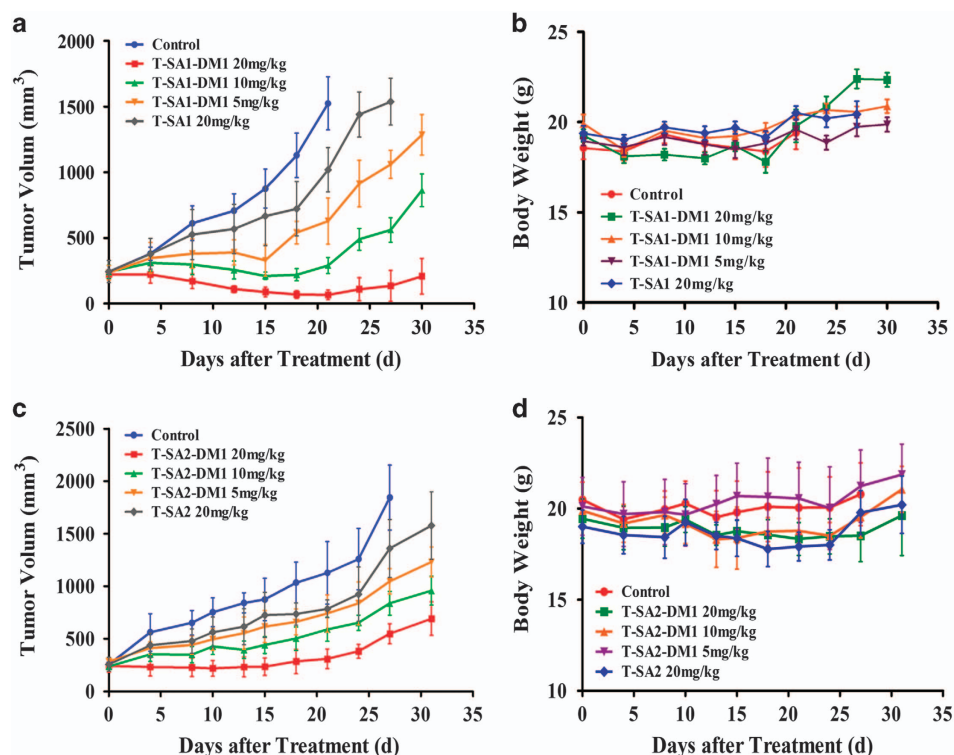 a
2000
1500
1000
500
0
0 5 10 15 20 25 30 35
Tumor Volum (mm3)
Days after Treatment (d)
Control
T-SA1-DM1 20mg/kg
T-SA1-DM1 10mg/kg
T-SA1-DM1 5mg/kg
T-SA1 20mg/kg
b
25
20
15
10
0 5 10 15 20 25 30 35
Body Weight (g)
Days after Treatment (d)
Control
T-SA1-DM1 20mg/kg
T-SA1-DM1 10mg/kg
T-SA1-DM1 5mg/kg
T-SA1 20mg/kg
c
2500
2000
1500
1000
500
0
0 5 10 15 20 25 30 35
Tumor Volum (mm3)
Days after Treatment (d)
Control
T-SA2-DM1 20mg/kg
T-SA2-DM1 10mg/kg
T-SA2-DM1 5mg/kg
T-SA2 20mg/kg
d
25
20
15
10
0 5 10 15 20 25 30 35
Body Weight (g)
Days after Treatment (d)
Control
T-SA2-DM1 20mg/kg
T-SA2-DM1 10mg/kg
T-SA2-DM1 5mg/kg
T-SA2 20mg/kg